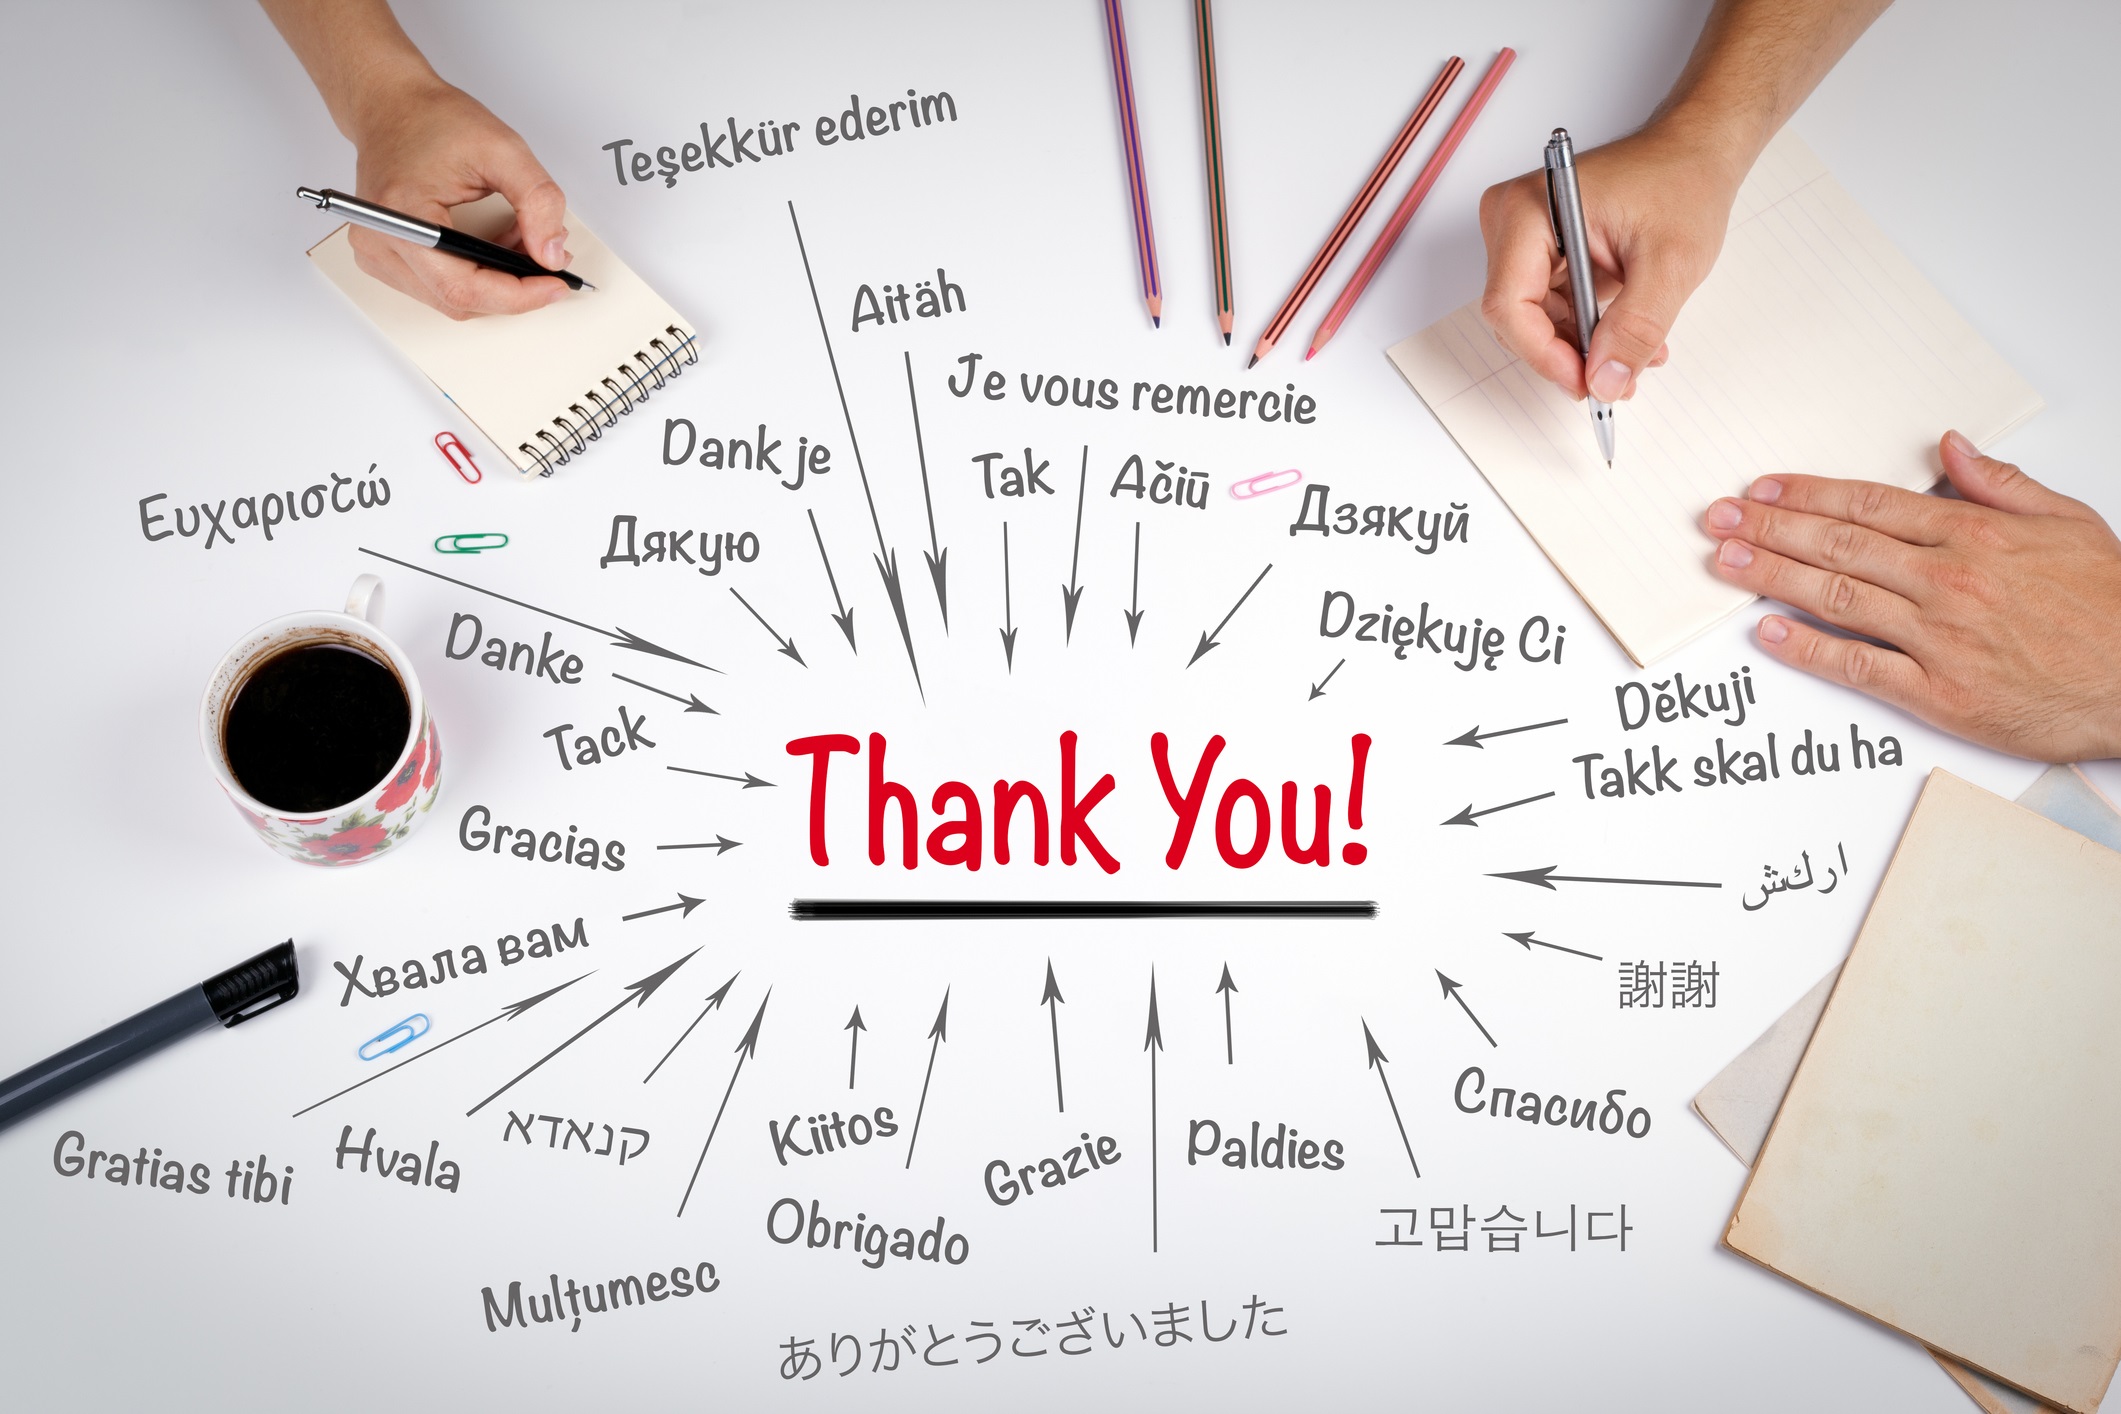 Teşekkür ederim
Aitäh
Je vous remercie
Dank je
Tak
Ačiū
Дзякуй
Ευχαριστώ
Дякую
Dziękuję Ci
Danke
Děkuji
Tack
Takk skal du ha
Thank You!
Gracias
اركش
Хвала вам
謝謝
Спасибо
Gratias tibi
Hvala
קנאדא
Kiitos
Grazie
Paldies
Obrigado
고맙습니다
Mulțumesc
ありがとうございました